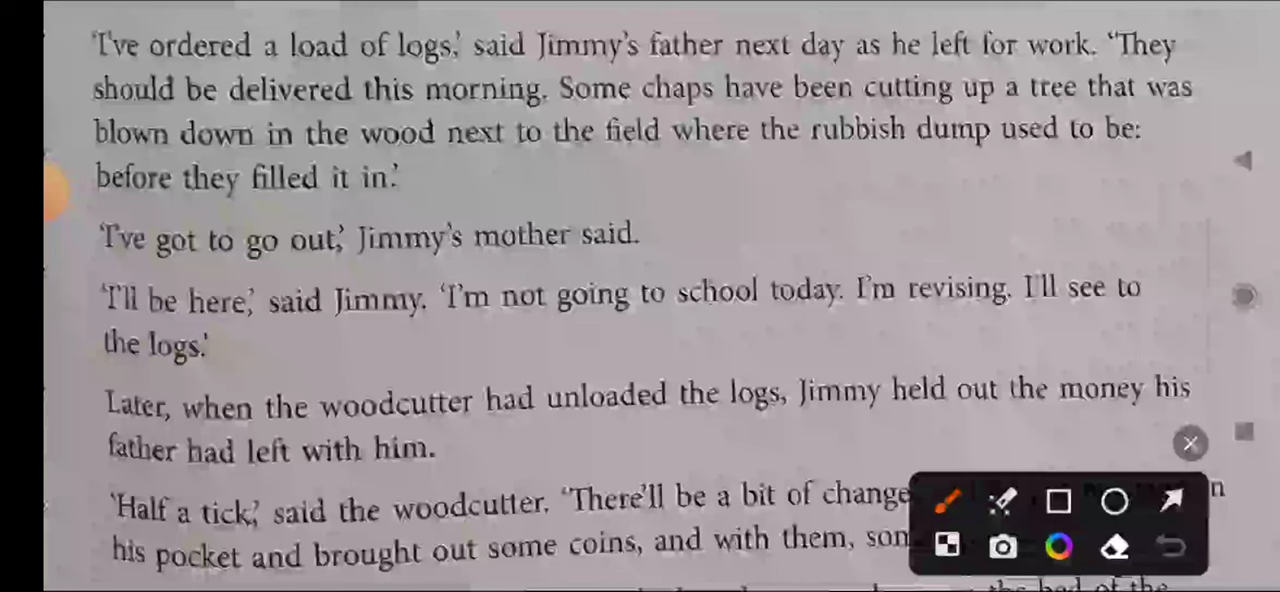 'I've ordered a load of logs,' said Jimmy's father next day as he left for work. 'They
should be delivered this morning. Some chaps have been cutting up a tree that was
blown down in the wood next to the field where the rubbish dump used to be:
before they filled it in.'
'I've got to go out,' Jimmy's mother said.
'I'll be here,' said Jimmy. 'I'm not going to school today. I'm revising. I'll see to
the logs.'
Later, when the woodcutter had unloaded the logs, Jimmy held out the money his
father had left with him.
'Half a tick,' said the woodcutter. 'There'll be a bit of change
his pocket and brought out some coins, and with them,
the bed of the